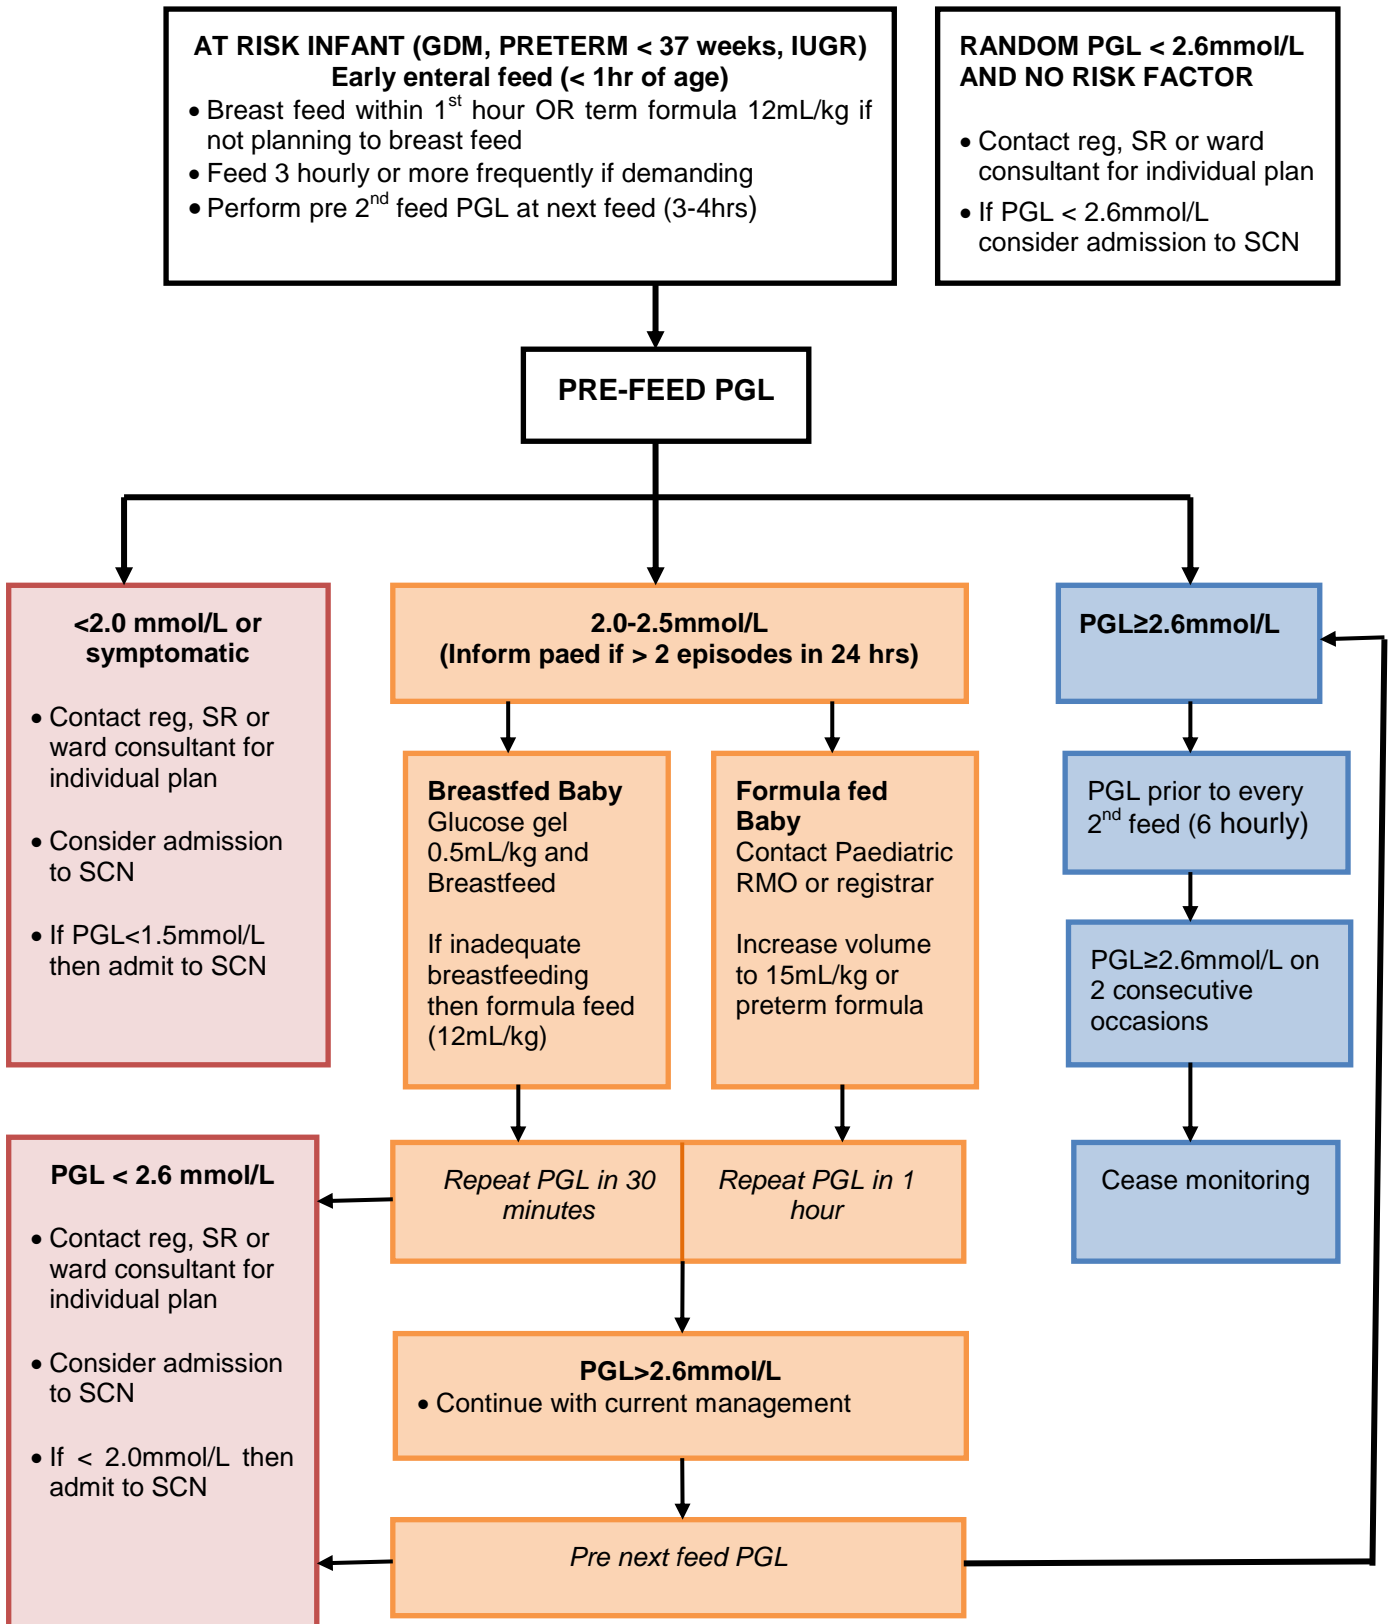 AT RISK INFANT (GDM, PRETERM < 37 weeks, IUGR)
Early enteral feed (< 1hr of age)
• Breast feed within 1st hour OR term formula 12mL/kg if
not planning to breast feed
• Feed 3 hourly or more frequently if demanding
• Perform pre 2nd feed PGL at next feed (3-4hrs)
RANDOM PGL < 2.6mmol/L
AND NO RISK FACTOR
• Contact reg, SR or ward
consultant for individual plan
• If PGL < 2.6mmol/L
consider admission to SCN
PRE-FEED PGL
<2.0 mmol/L or
symptomatic
• Contact reg, SR or
ward consultant for
individual plan
• Consider admission
to SCN
• If PGL<1.5mmol/L
then admit to SCN
2.0-2.5mmol/L
(Inform paed if > 2 episodes in 24 hrs)
Breastfed Baby
Glucose gel
0.5mL/kg and
Breastfeed
If inadequate
breastfeeding
then formula feed
(12mL/kg)
Formula fed
Baby
Contact Paediatric
RMO or registrar
Increase volume
to 15mL/kg or
preterm formula
PGL≥2.6mmol/L
PGL prior to every
2nd feed (6 hourly)
PGL≥2.6mmol/L on
2 consecutive
occasions
Cease monitoring
Repeat PGL in 30
minutes
Repeat PGL in 1
hour
PGL < 2.6 mmol/L
• Contact reg, SR or
ward consultant for
individual plan
• Consider admission
to SCN
• If < 2.0mmol/L then
admit to SCN
PGL>2.6mmol/L
• Continue with current management
Pre next feed PGL